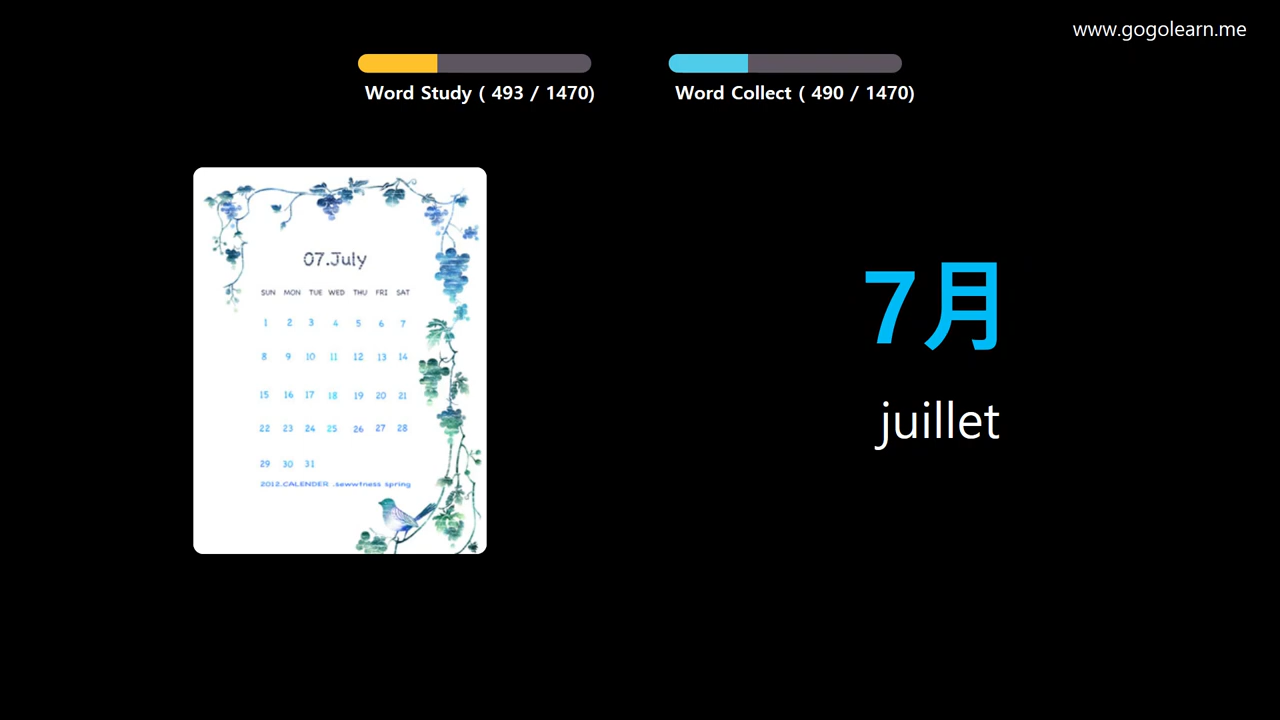 www.gogolearn.me
Word Study ( 493 / 1470)
Word Collect ( 490 / 1470)
07.July
SUN MON TUE WED THU FRI SAT
1 2 3 4 5 6 7
8 9 10 11 12 13 14
15 16 17 18 19 20 21
22 23 24 25 26 27 28
29 30 31
2012.CALENDER .sewwtness spring
7月
juillet